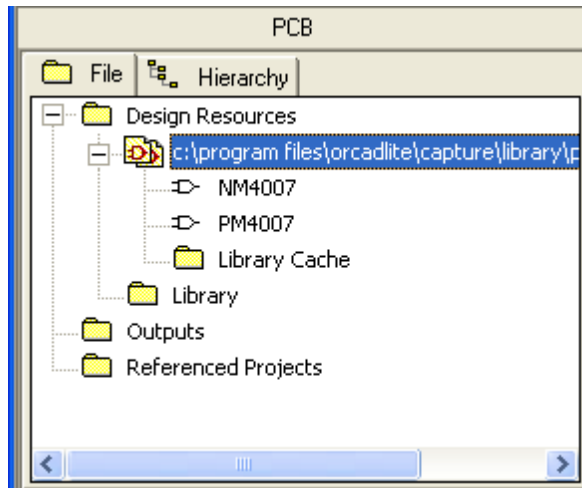 PCB
File Hierarchy
Design Resources
c:\program files\orcadlite\capture\library\p
NM4007
PM4007
Library Cache
Library
Outputs
Referenced Projects